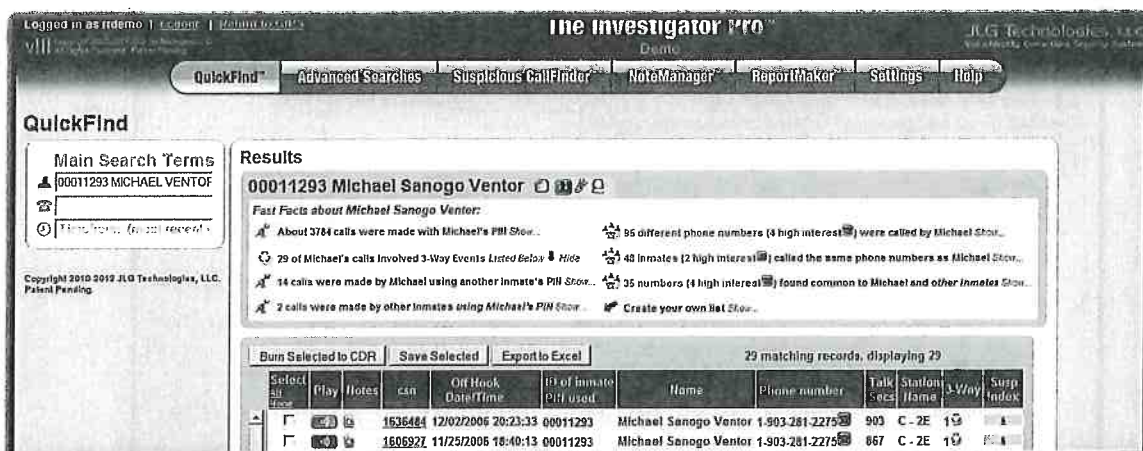 Logged in as rrdemo | Logout |
The Investigator Pro™
Demo
JLG Technologies, LLC
QuickFind™ Advanced Searches Suspicious CallFinder™ NoteManager™ ReportMaker™ Settings Help
QuickFind
Main Search Terms
00011293 MICHAEL VENTOR
Copyright 2010-2012 JLG Technologies, LLC.
Patent Pending.
Results
00011293 Michael Sanogo Ventor
Fast Facts about Michael Sanogo Ventor:
About 3784 calls were made with Michael's PIN Show...
95 different phone numbers (4 high interest) were called by Michael Show...
29 of Michael's calls Involved 3-Way Events Listed Below Hide
48 inmates (2 high interest) called the same phone numbers as Michael Show...
14 calls were made by Michael using another inmate's PIN Show...
35 numbers (4 high interest) found common to Michael and other inmates Show...
2 calls were made by other inmates using Michael's PIN Show...
Create your own list Show...
Burn Selected to CDR Save Selected Export to Excel 29 matching records, displaying 29
Select All None Play Notes csn Off Hook Date/Time ID of inmate PIN used Name Phone number Talk Secs Station Name 3-Way Susp Index
1636484 12/02/2006 20:23:33 00011293 Michael Sanogo Ventor 1-903-281-2275 903 C - 2E 1
1606927 11/25/2006 18:40:13 00011293 Michael Sanogo Ventor 1-903-281-2275 867 C - 2E 1